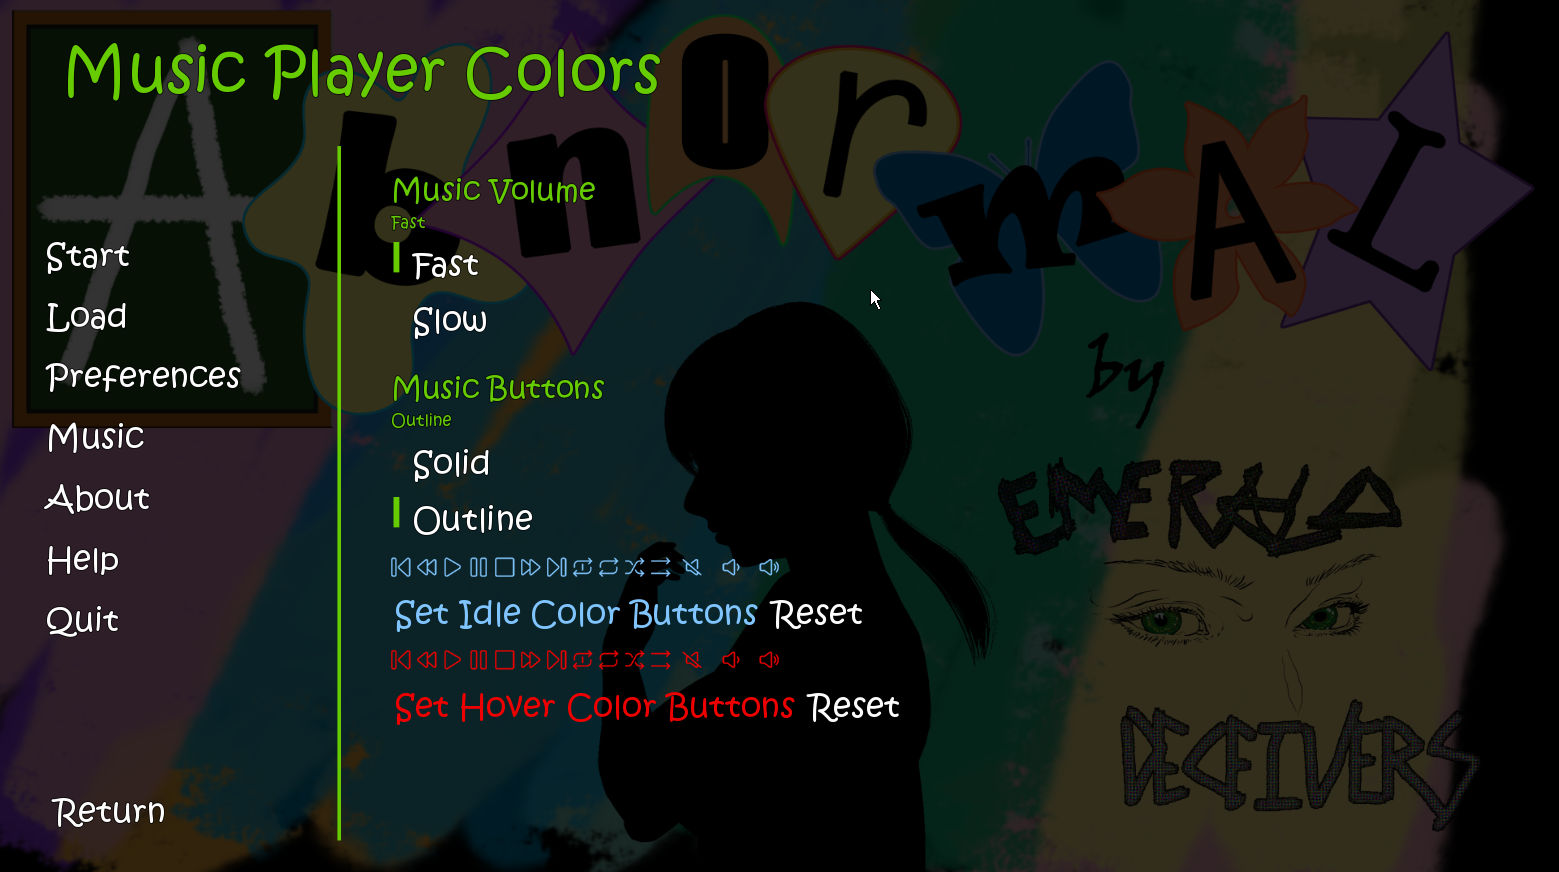 Music Player Colors
AbnorMAL
by
EMERALD
DECEIVERS
Start
Load
Preferences
Music
About
Help
Quit
Return
Music Volume
Fast
Fast
Slow
Music Buttons
Outline
Solid
Outline
Set Idle Color Buttons Reset
Set Hover Color Buttons Reset